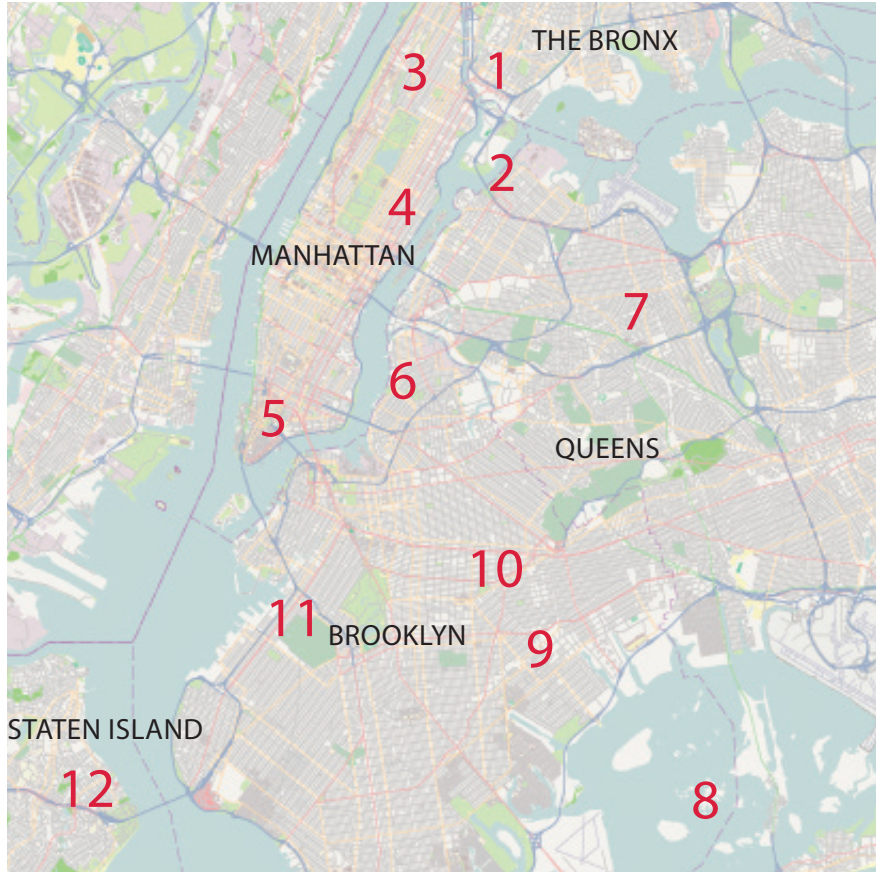 THE BRONX
3
1
2
4
MANHATTAN
7
6
5
QUEENS
10
11
BROOKLYN
9
STATEN ISLAND
12
8